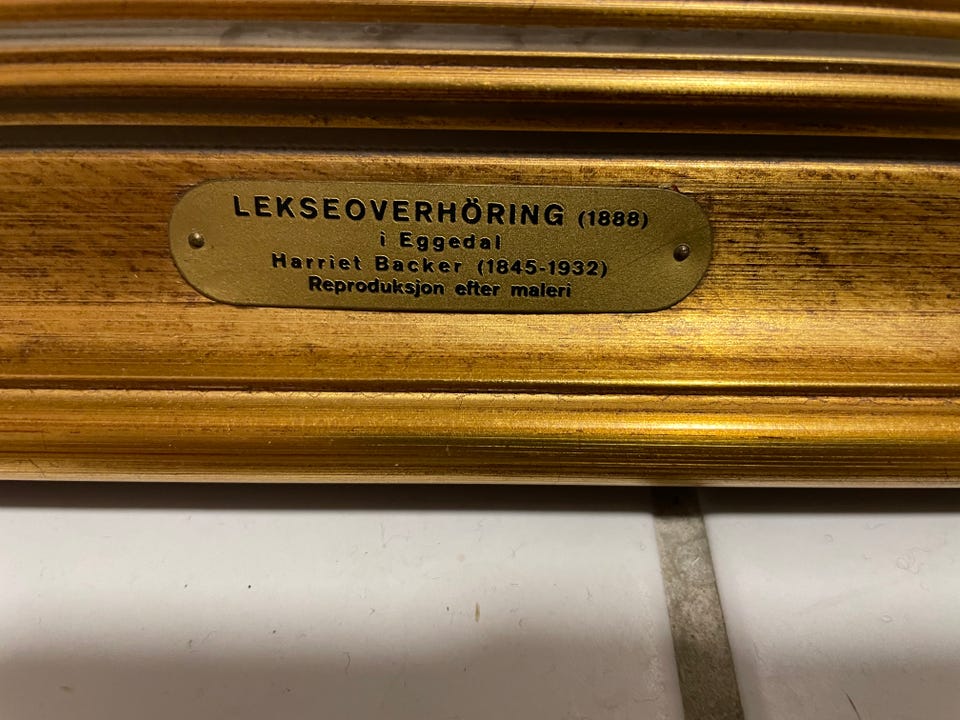 LEKSEOVERHÖRING (1888)
i Eggedal
Harriet Backer (1845-1932)
Reproduksjon efter maleri